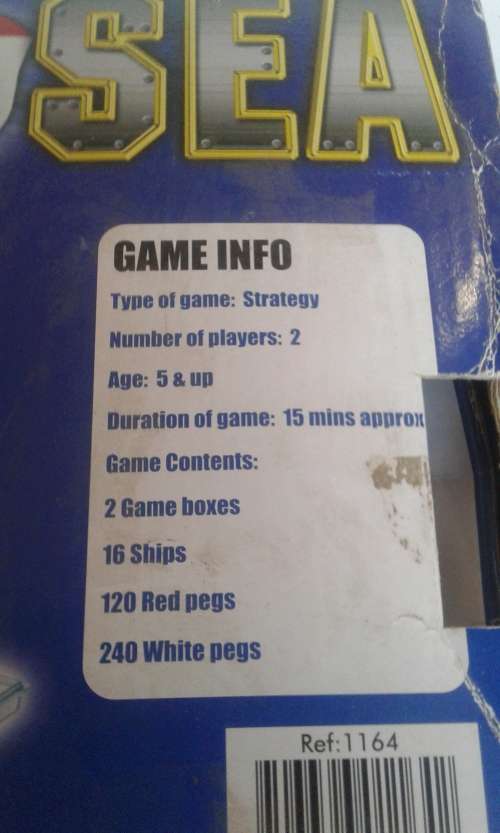 SEA
GAME INFO
Type of game: Strategy
Number of players: 2
Age: 5 & up
Duration of game: 15 mins approx
Game Contents:
2 Game boxes
16 Ships
120 Red pegs
240 White pegs
Ref:1164